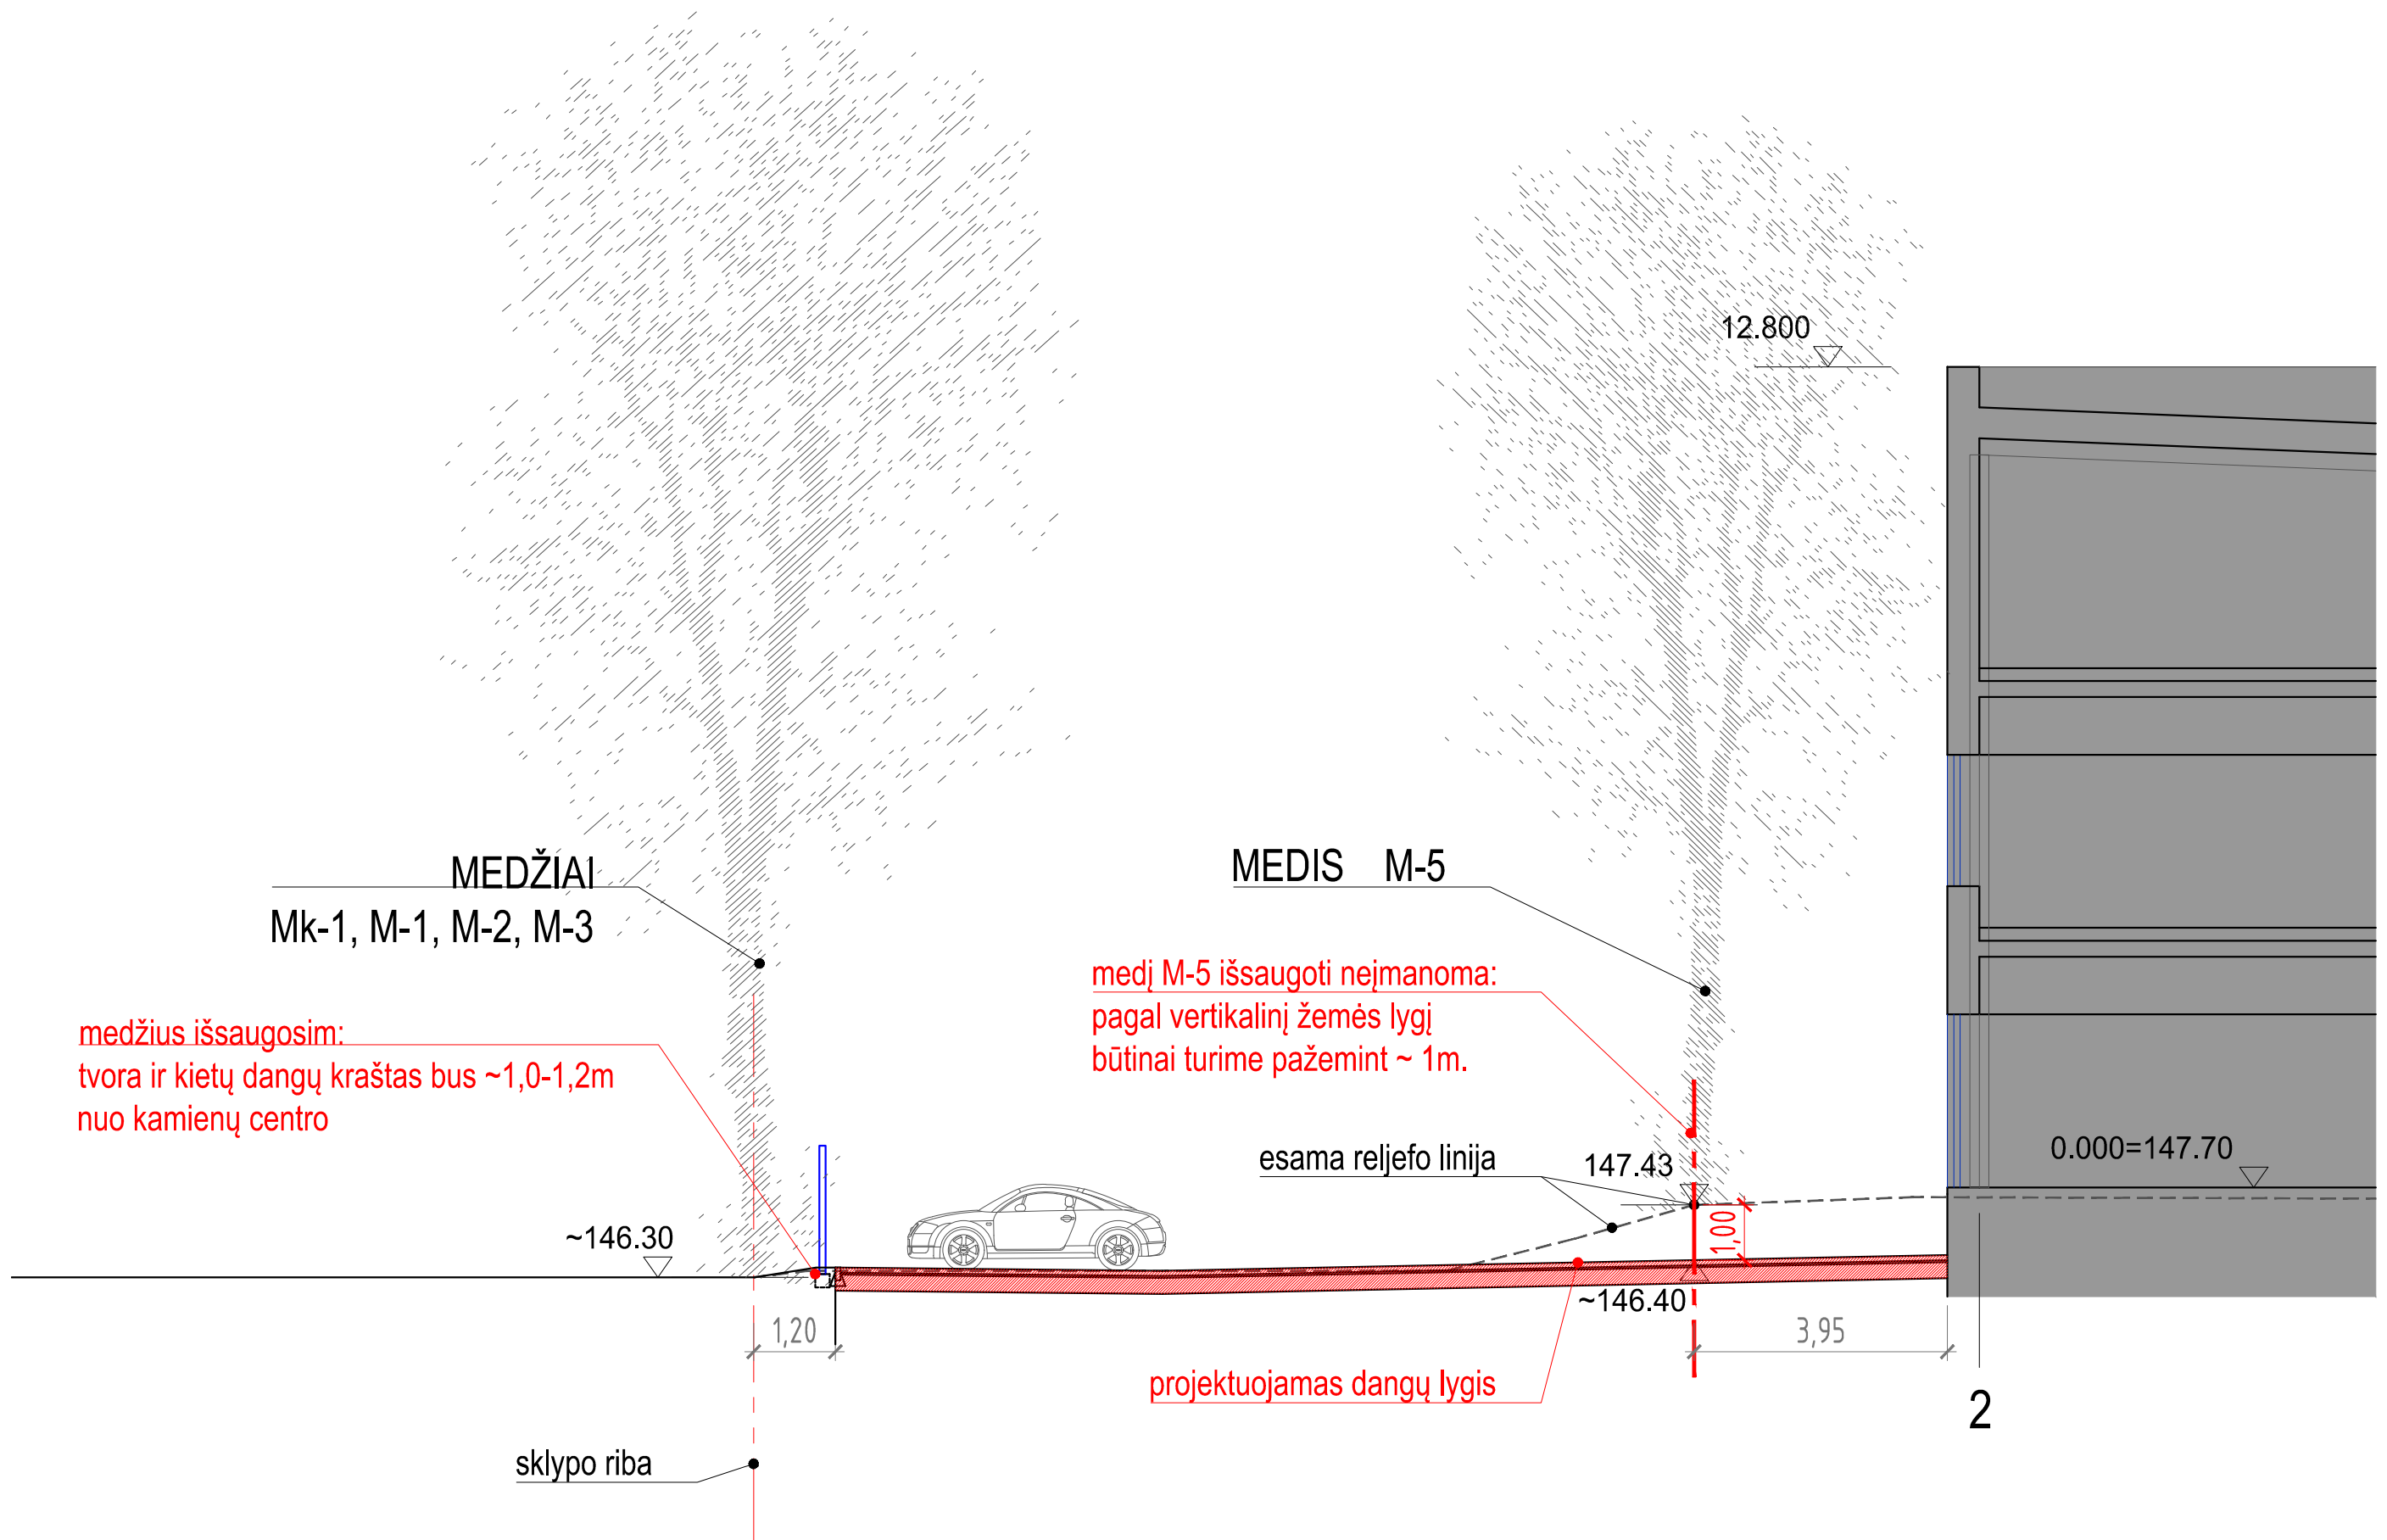 12.800
MEDŽIAI
Mk-1, M-1, M-2, M-3
MEDIS M-5
medį M-5 išsaugoti neįmanoma:
pagal vertikalinį žemės lygį
būtinai turime pažemint ~ 1m.
medžius išsaugosim:
tvora ir kietų dangų kraštas bus ~1,0-1,2m
nuo kamienų centro
esama reljefo linija
147.43
0.000=147.70
~146.30
1,00
~146.40
1,20
3,95
projektuojamas dangų lygis
2
sklypo riba